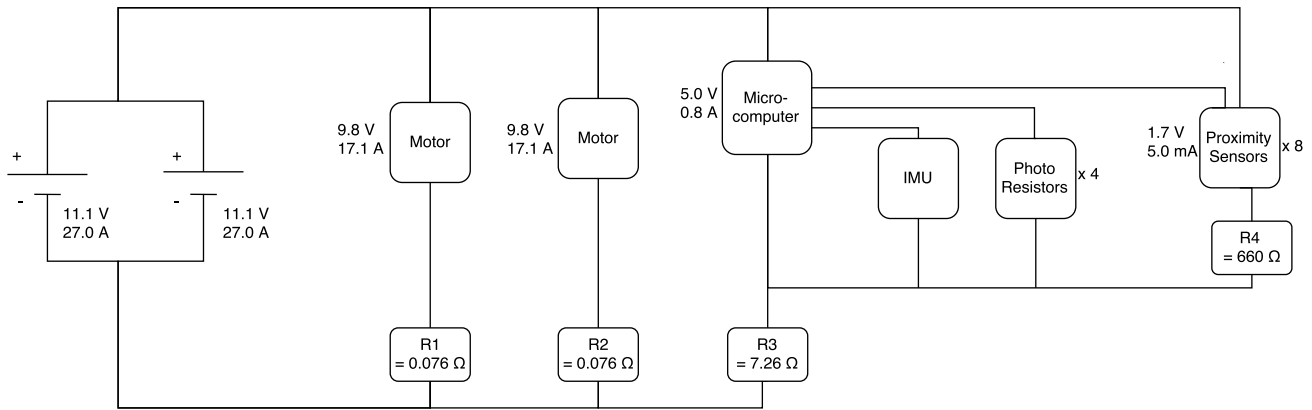 +
-
11.1 V
27.0 A
+
-
11.1 V
27.0 A
9.8 V
17.1 A
Motor
R1
= 0.076 Ω
9.8 V
17.1 A
Motor
R2
= 0.076 Ω
5.0 V
0.8 A
Micro-
computer
R3
= 7.26 Ω
IMU
Photo
Resistors
x 4
1.7 V
5.0 mA
Proximity
Sensors
x 8
R4
= 660 Ω